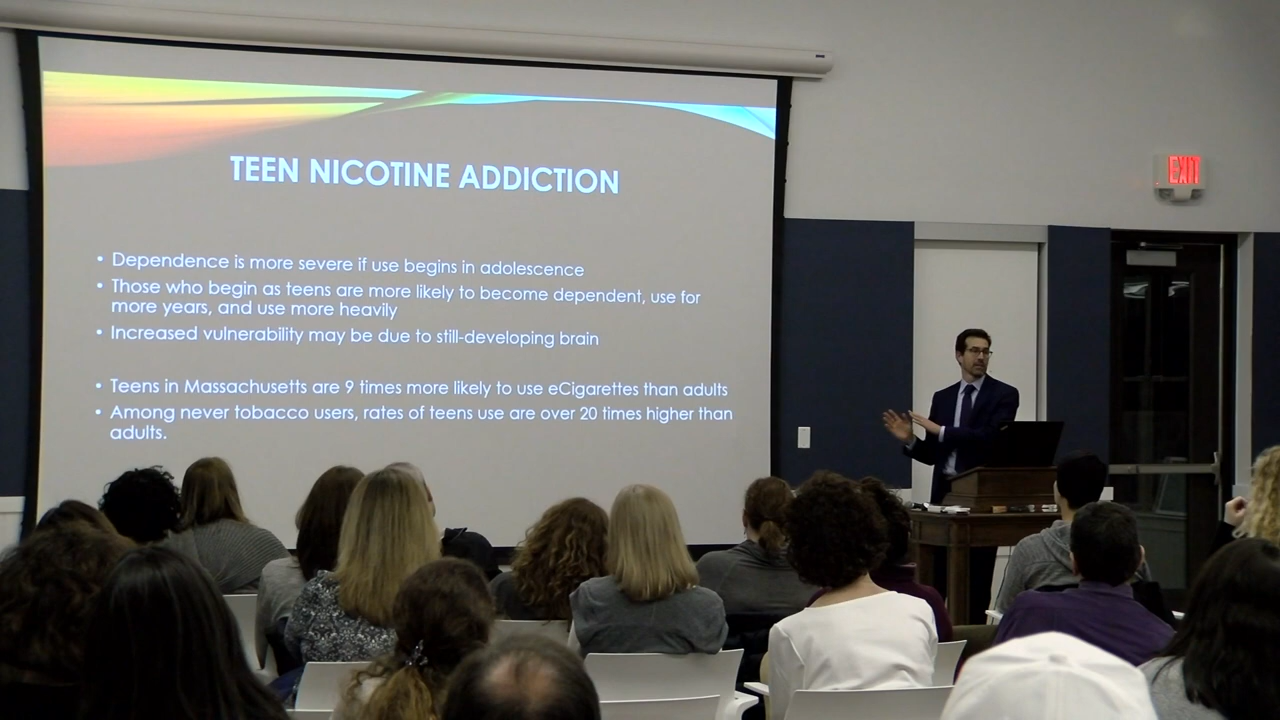 TEEN NICOTINE ADDICTION
• Dependence is more severe if use begins in adolescence
• Those who begin as teens are more likely to become dependent, use for
more years, and use more heavily
• Increased vulnerability may be due to still-developing brain
• Teens in Massachusetts are 9 times more likely to use eCigarettes than adults
• Among never tobacco users, rates of teens use are over 20 times higher than
adults.
EXIT